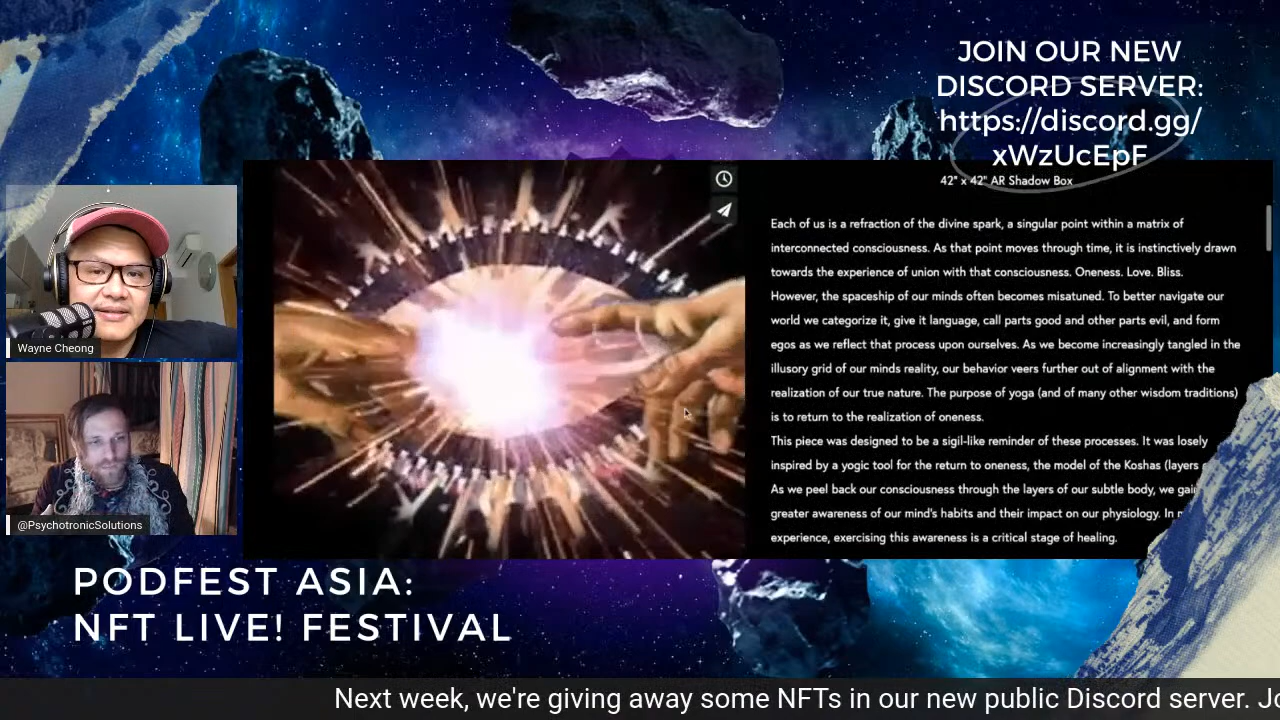 JOIN OUR NEW
DISCORD SERVER:
https://discord.gg/
xWzUcEpF
42" x 42" AR Shadow Box
Each of us is a refraction of the divine spark, a singular point within a matrix of
interconnected consciousness. As that point moves through time, it is instinctively drawn
towards the experience of union with that consciousness. Oneness. Love. Bliss.
However, the spaceship of our minds often becomes misatuned. To better navigate our
world we categorize it, give it language, call parts good and other parts evil, and form
egos as we reflect that process upon ourselves. As we become increasingly tangled in the
illusory grid of our minds reality, our behavior veers further out of alignment with the
realization of our true nature. The purpose of yoga (and of many other wisdom traditions)
is to return to the realization of oneness.
This piece was designed to be a sigil-like reminder of these processes. It was losely
inspired by a yogic tool for the return to oneness, the model of the Koshas (layers
As we peel back our consciousness through the layers of our subtle body, we
greater awareness of our mind's habits and their impact on our physiology. In
experience, exercising this awareness is a critical stage of healing.
Wayne Cheong
@PsychotronicSolutions
PODFEST ASIA:
NFT LIVE! FESTIVAL
Next week, we're giving away some NFTs in our new public Discord server.